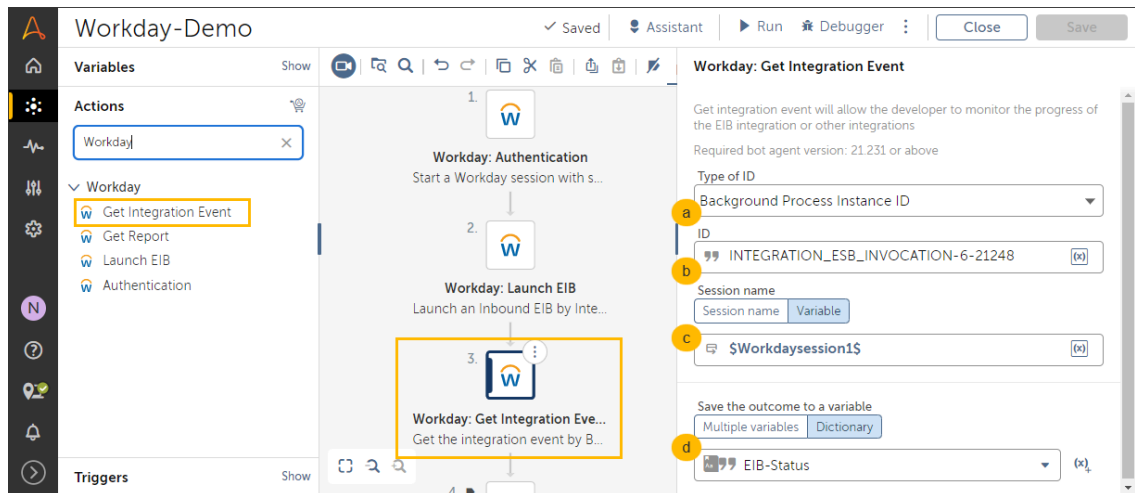 Workday-Demo
Saved
Assistant
Run
Debugger
Close
Save
Variables
Show
Actions
Workday
Workday
Get Integration Event
Get Report
Launch EIB
Authentication
N
Triggers
Show
1.
Workday: Authentication
Start a Workday session with s...
2.
Workday: Launch EIB
Launch an Inbound EIB by Inte...
3.
Workday: Get Integration Eve...
Get the integration event by B...
4.
Workday: Get Integration Event
Get integration event will allow the developer to monitor the progress of
the EIB integration or other integrations
Required bot agent version: 21.231 or above
Type of ID
a
Background Process Instance ID
ID
b
INTEGRATION_ESB_INVOCATION-6-21248
(x)
Session name
Session name Variable
c
$Workdaysession1$
(x)
Save the outcome to a variable
Multiple variables Dictionary
d
EIB-Status
(x)+